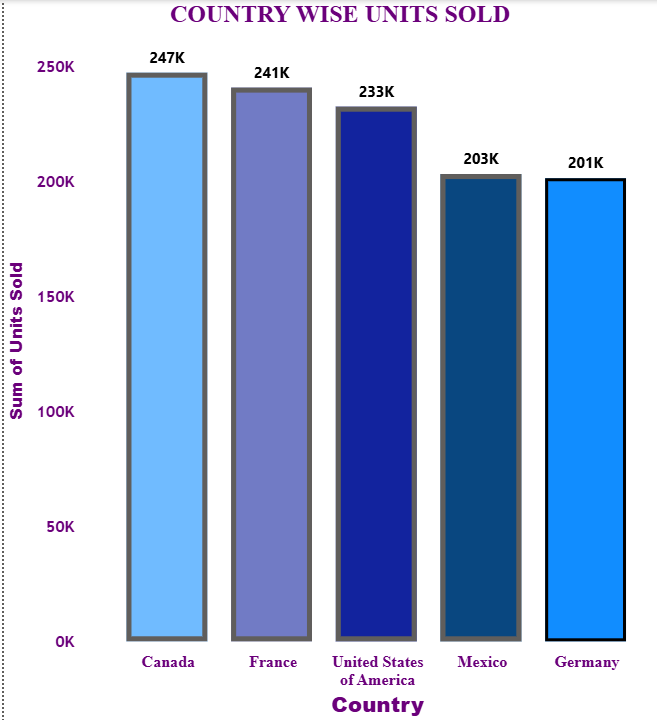 COUNTRY WISE UNITS SOLD
Sum of Units Sold
250K
200K
150K
100K
50K
0K
247K
241K
233K
203K
201K
Canada
France
United States
of America
Mexico
Germany
Country